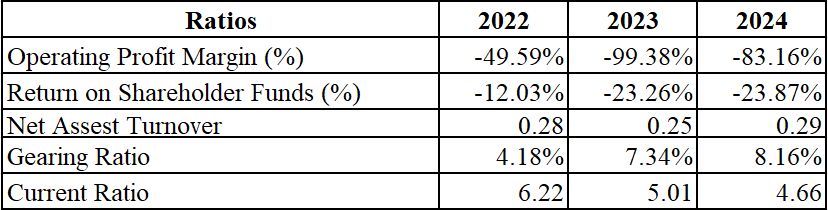 Ratios 2022 2023 2024
Operating Profit Margin (%) -49.59% -99.38% -83.16%
Return on Shareholder Funds (%) -12.03% -23.26% -23.87%
Net Assest Turnover 0.28 0.25 0.29
Gearing Ratio 4.18% 7.34% 8.16%
Current Ratio 6.22 5.01 4.66